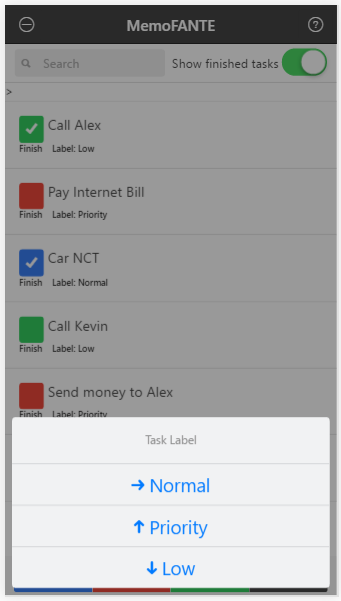 MemoFANTE
Search
Show finished tasks
>
Call Alex
Finish Label: Low
Pay Internet Bill
Finish Label: Priority
Car NCT
Finish Label: Normal
Call Kevin
Finish Label: Low
Send money to Alex
Finish Label: Priority
Task Label
Normal
Priority
Low